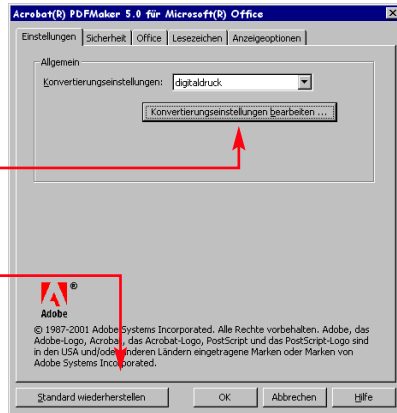 Acrobat(R) PDFMaker 5.0 für Microsoft(R) Office
Einstellungen Sicherheit Office Lesezeichen Anzeigeoptionen
Allgemein
Konvertierungseinstellungen: digitaldruck
Konvertierungseinstellungen bearbeiten ...
®
Adobe
© 1987-2001 Adobe Systems Incorporated. Alle Rechte vorbehalten. Adobe, das
Adobe-Logo, Acrobat, das Acrobat-Logo, PostScript und das PostScript-Logo sind
in den USA und/oder anderen Ländern eingetragene Marken oder Marken von
Adobe Systems Incorporated.
Standard wiederherstellen OK Abbrechen Hilfe